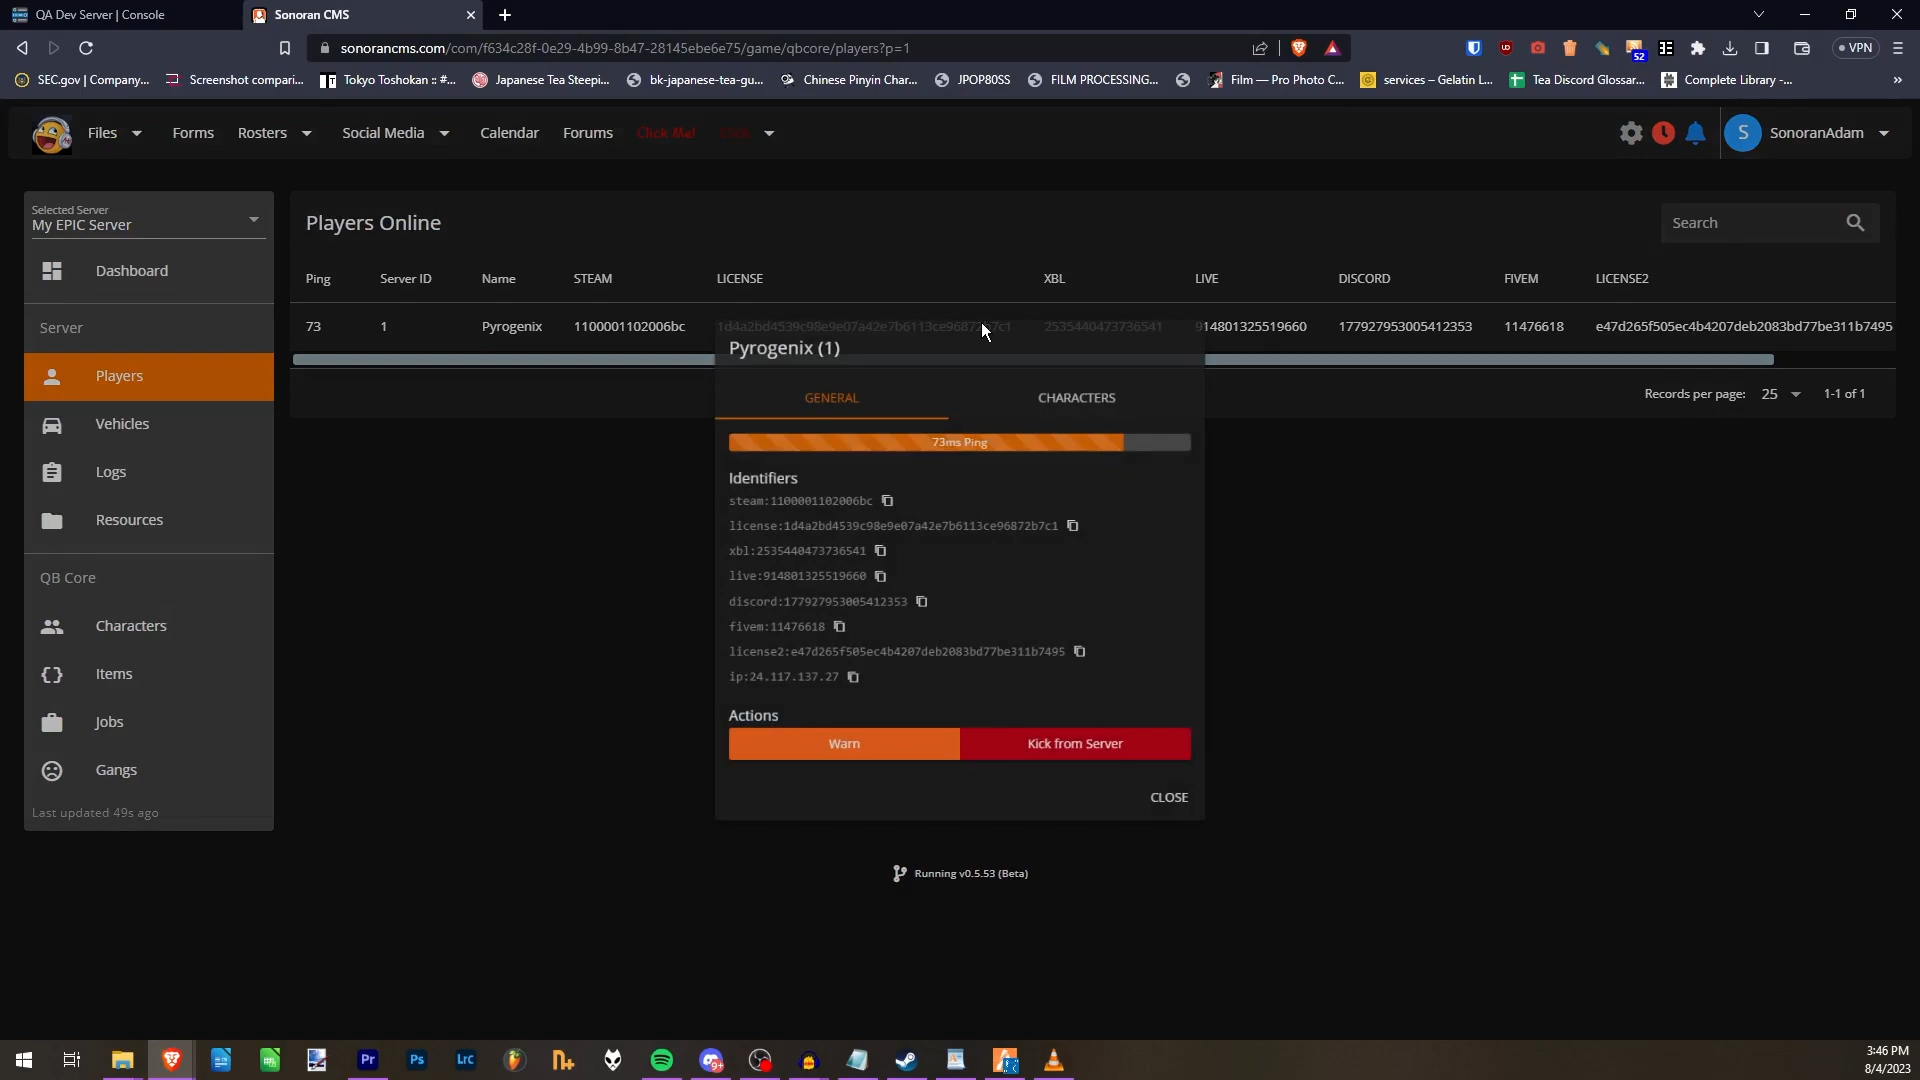 QA Dev Server | Console
Sonoran CMS
sonorancms.com/com/f634c28f-0e29-4b99-8b47-28145ebe6e75/game/qbcore/players?p=1
52
VPN
SEC.gov | Company,...
Screenshot compari...
Tokyo Toshokan :: #...
Japanese Tea Steepi...
bk-japanese-tea-gu...
Chinese Pinyin Char...
JPOP80SS
FILM PROCESSING...
Film — Pro Photo C...
services – Gelatin L...
Tea Discord Glossar...
Complete Library -...
Files
Forms
Rosters
Social Media
Calendar
Forums
Click Me!
S
SonoranAdam
Selected Server
My EPIC Server
Dashboard
Server
Players
Vehicles
Logs
Resources
QB Core
Characters
Items
Jobs
Gangs
Last updated 49s ago
Players Online
Search
Ping Server ID Name STEAM LICENSE XBL LIVE DISCORD FIVEM LICENSE2
73 1 Pyrogenix 1100001102006bc 2535440473736541 914801325519660 177927953005412353 11476618 e47d265f505ec4b4207deb2083bd77be311b7495
Records per page: 25 1-1 of 1
Pyrogenix (1)
GENERAL CHARACTERS
73ms Ping
Identifiers
steam:1100001102006bc
license:1d4a2bd4539c98e9e07a42e7b6113ce96872b7c1
xbl:2535440473736541
live:914801325519660
discord:177927953005412353
fivem:11476618
license2:e47d265f505ec4b4207deb2083bd77be311b7495
ip:24.117.137.27
Actions
Warn
Kick from Server
CLOSE
Running v0.5.53 (Beta)
Pr
Ps
Lrc
9+
3:46 PM
8/4/2023